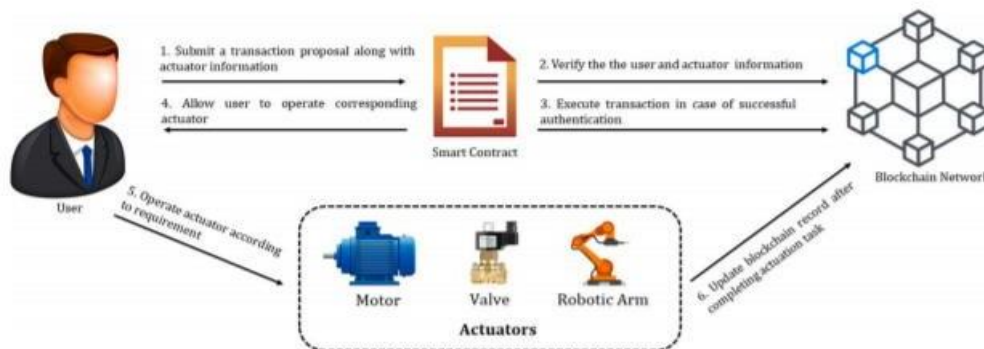 1. Submit a transaction proposal along with
actuator information
4. Allow user to operate corresponding
actuator
2. Verify the the user and actuator information
3. Execute transaction in case of successful
authentication
Smart Contract
Blockchain Network
User
5. Operate actuator according
to requirement
6. Update blockchain record after
completing actuation task
Motor
Valve
Robotic Arm
Actuators